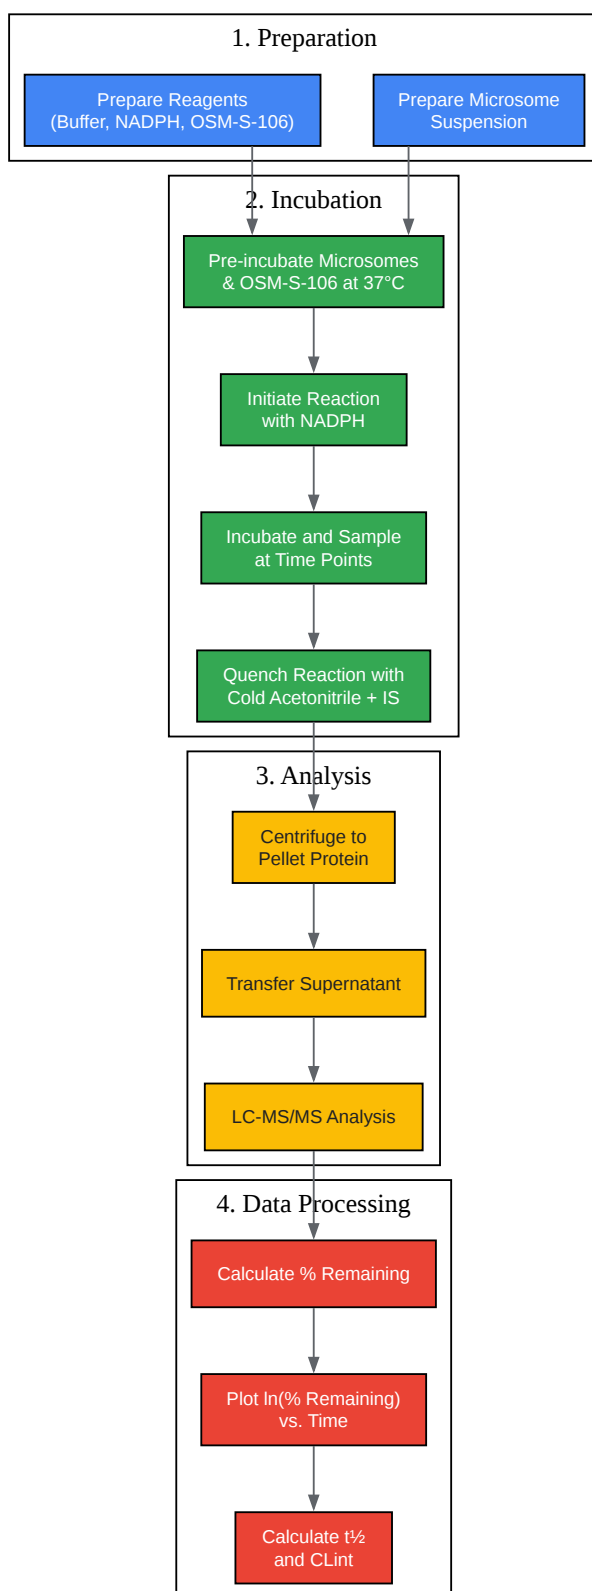 1. Preparation
Prepare Reagents
(Buffer, NADPH, OSM-S-106)
Prepare Microsome
Suspension
2. Incubation
Pre-incubate Microsomes
& OSM-S-106 at 37°C
Initiate Reaction
with NADPH
Incubate and Sample
at Time Points
Quench Reaction with
Cold Acetonitrile + IS
3. Analysis
Centrifuge to
Pellet Protein
Transfer Supernatant
LC-MS/MS Analysis
4. Data Processing
Calculate % Remaining
Plot ln(% Remaining)
vs. Time
Calculate t½
and CLint